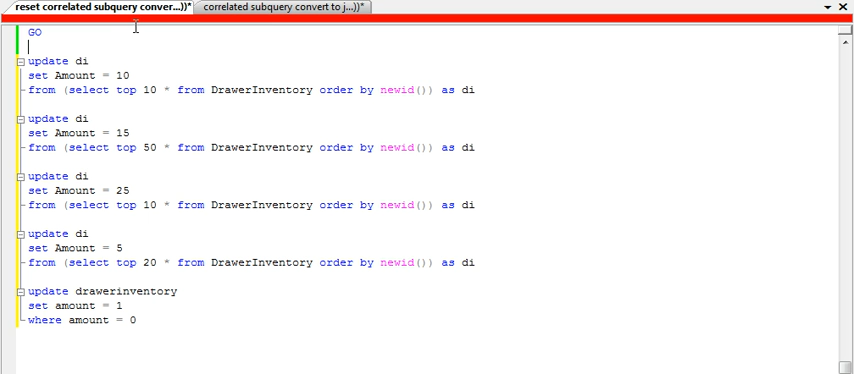 reset correlated subquery conver...))* correlated subquery convert to j...))*
GO
update di
set Amount = 10
from (select top 10 * from DrawerInventory order by newid()) as di
update di
set Amount = 15
from (select top 50 * from DrawerInventory order by newid()) as di
update di
set Amount = 25
from (select top 10 * from DrawerInventory order by newid()) as di
update di
set Amount = 5
from (select top 20 * from DrawerInventory order by newid()) as di
update drawerinventory
set amount = 1
where amount = 0